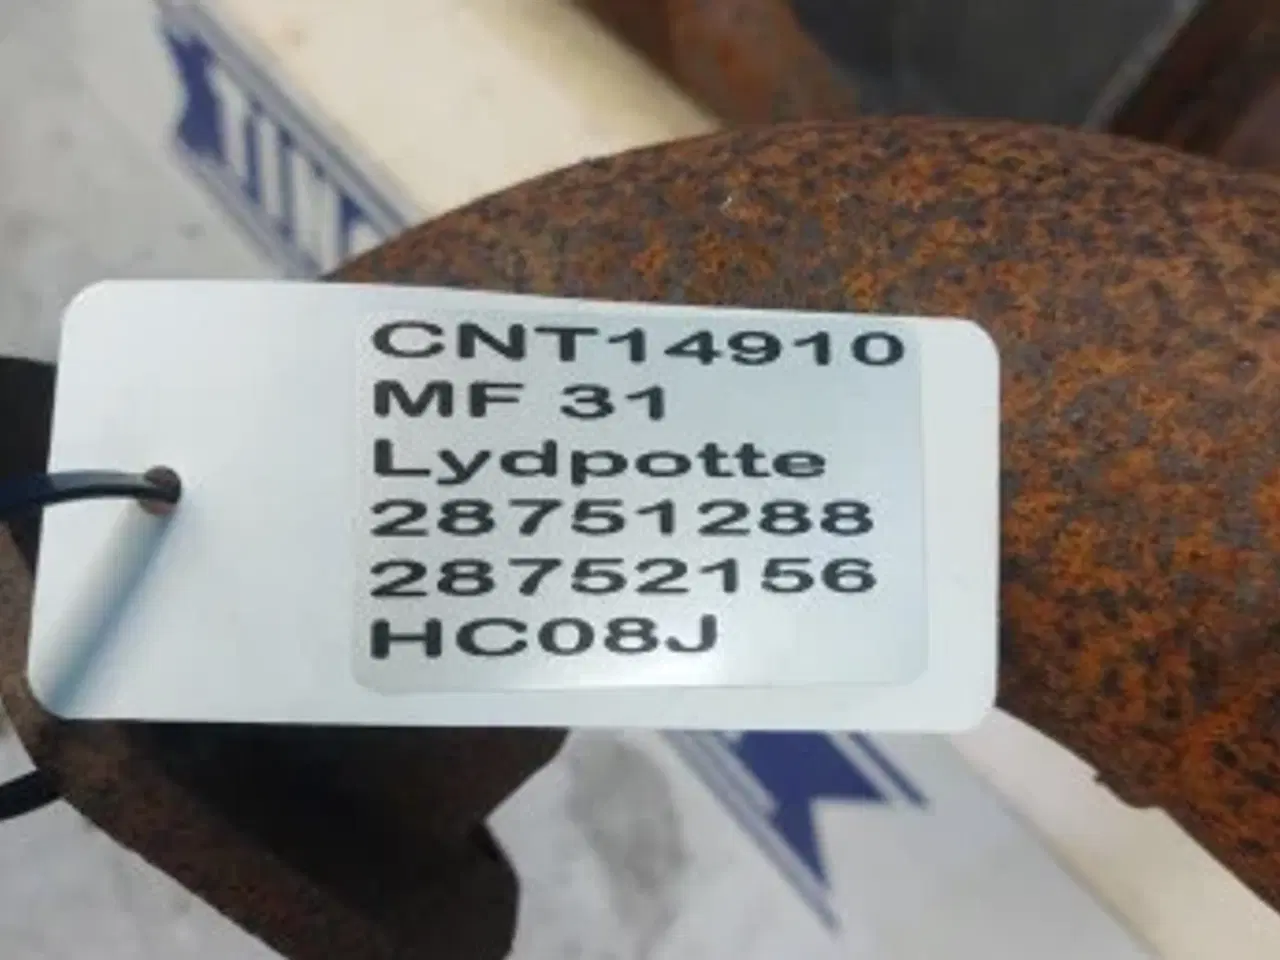 CNT14910
MF 31
Lydpotte
28751288
28752156
HC08J